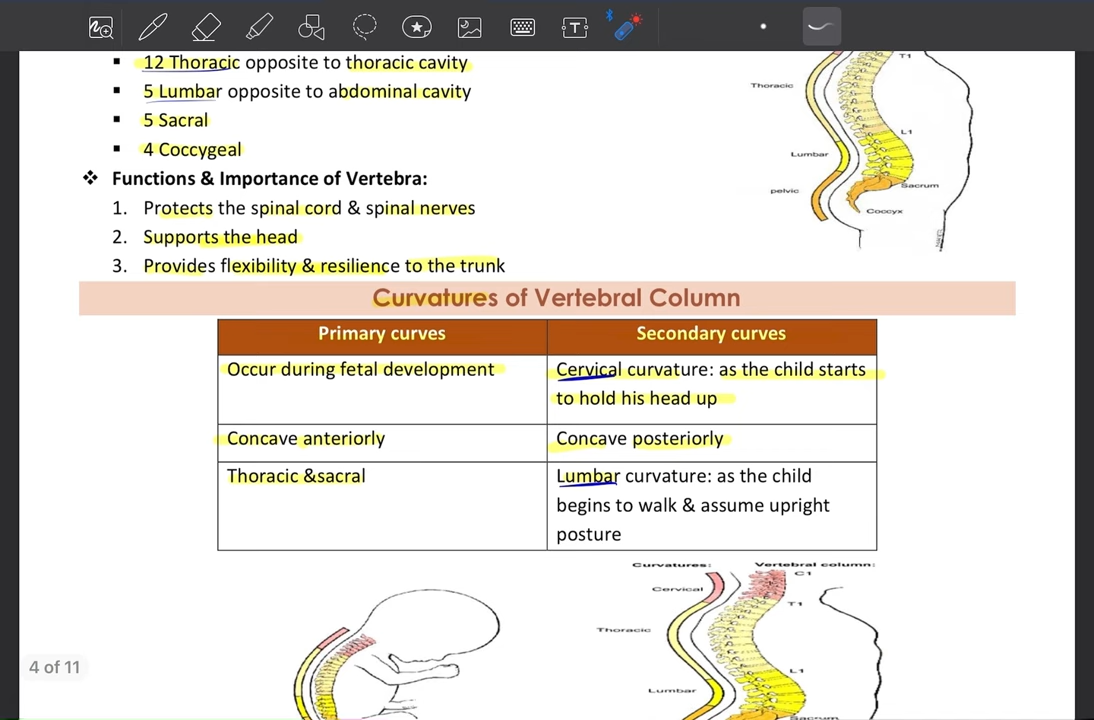 T
12 Thoracic opposite to thoracic cavity
5 Lumbar opposite to abdominal cavity
5 Sacral
4 Coccygeal
T1
Thoracic
L1
Lumbar
pelvic
Sacrum
Coccyx
Functions & Importance of Vertebra:
1. Protects the spinal cord & spinal nerves
2. Supports the head
3. Provides flexibility & resilience to the trunk
Curvatures of Vertebral Column
Primary curves
Secondary curves
Occur during fetal development
Cervical curvature: as the child starts
to hold his head up
Concave anteriorly
Concave posteriorly
Thoracic &sacral
Lumbar curvature: as the child
begins to walk & assume upright
posture
Curvatures:
Vertebral column:
C1
Cervical
T1
Thoracic
L1
Lumbar
Sacrum
4 of 11